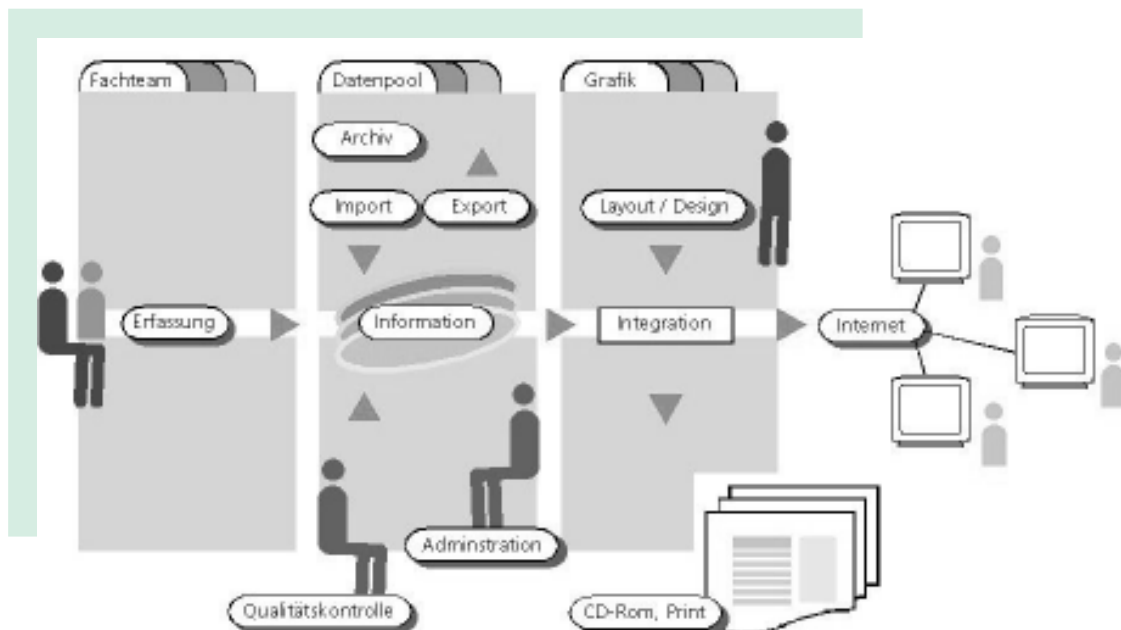 Fachteam
Datenpool
Grafik
Archiv
Import
Export
Layout / Design
Erfassung
Information
Integration
Internet
Adminstration
Qualitätskontrolle
CD-Rom, Print